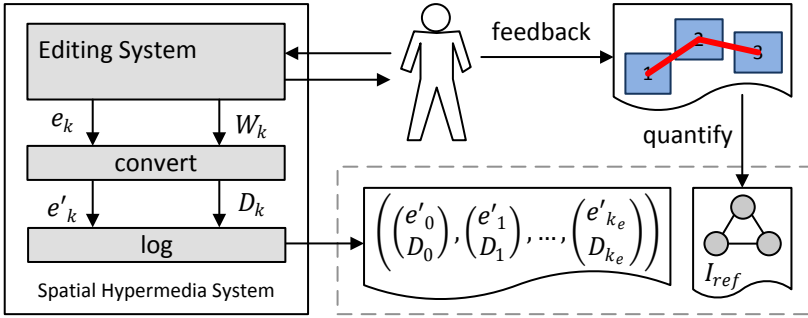 Editing System
feedback
1 2 3
e_k W_k
quantify
convert
e'_k D_k
((e'_0 D_0), (e'_1 D_1), ..., (e'_{k_e} D_{k_e}))
log
I_ref
Spatial Hypermedia System